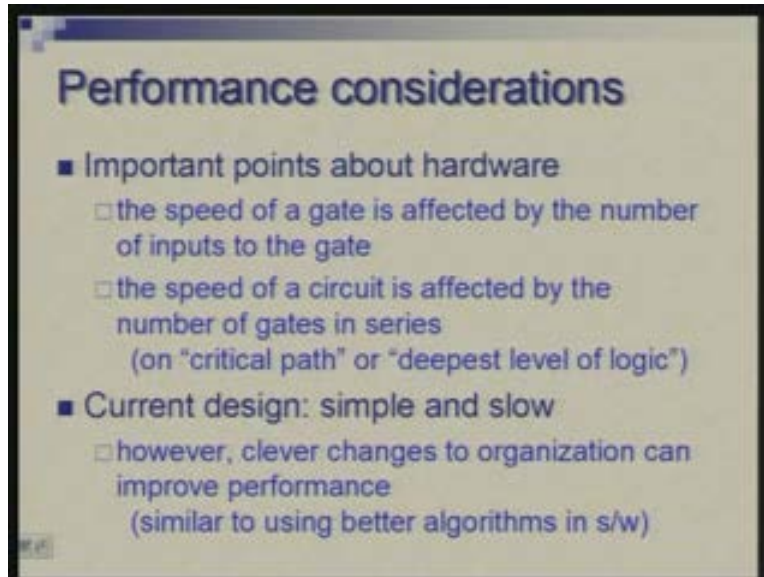 Performance considerations
Important points about hardware
the speed of a gate is affected by the number
of inputs to the gate
the speed of a circuit is affected by the
number of gates in series
(on "critical path" or "deepest level of logic")
Current design: simple and slow
however, clever changes to organization can
improve performance
(similar to using better algorithms in s/w)